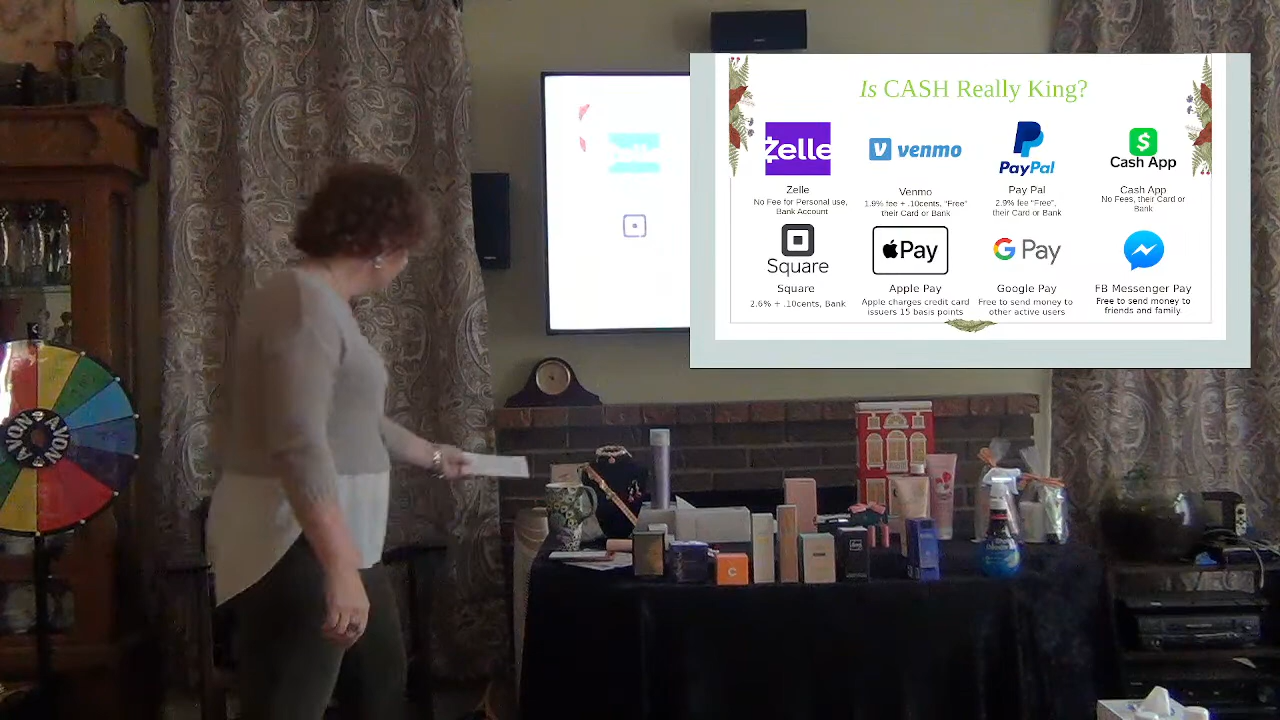 Is CASH Really King?
Zelle
venmo
PayPal
Cash App
Zelle
No Fee for Personal use,
Bank Account
Venmo
1.9% fee + .10cents, "Free"
their Card or Bank
Pay Pal
2.9% fee "Free",
their Card or Bank
Cash App
No Fees, their Card or
Bank
Square
Pay
G Pay
Square
2.6% + .10cents, Bank
Apple Pay
Apple charges credit card
issuers 15 basis points
Google Pay
Free to send money to
other active users
FB Messenger Pay
Free to send money to
friends and family
AVON
AVON